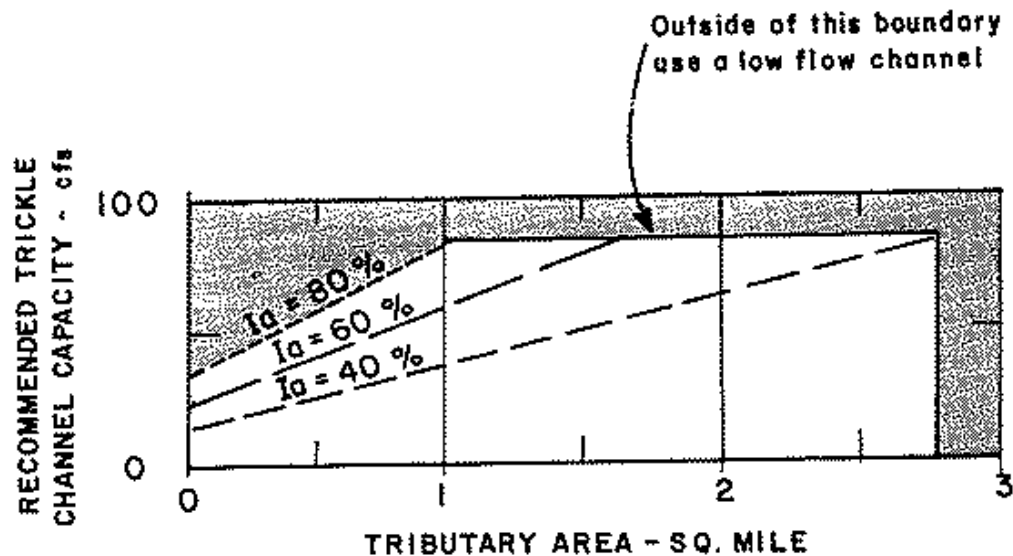 Outside of this boundary
use a low flow channel
RECOMMENDED TRICKLE
CHANNEL CAPACITY - cfs
100
0
Ia = 80 %
Ia = 60 %
Ia = 40 %
0
1
2
3
TRIBUTARY AREA - SQ. MILE